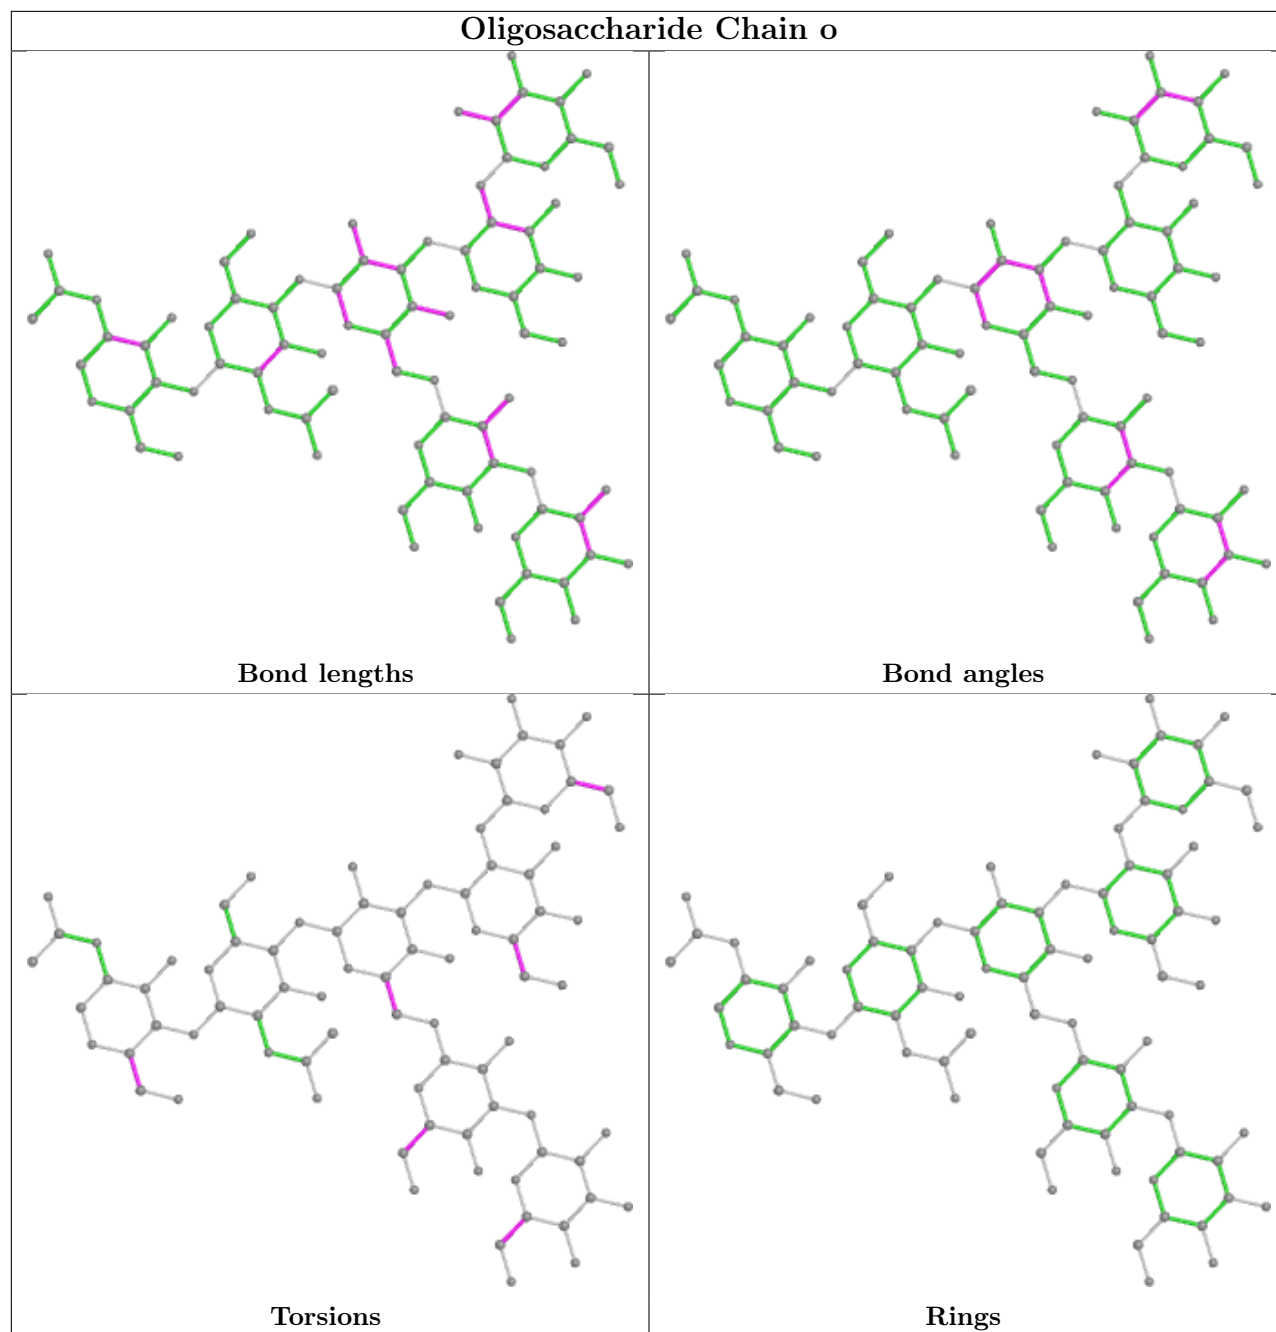 Oligosaccharide Chain o
Bond lengths
Bond angles
Torsions
Rings